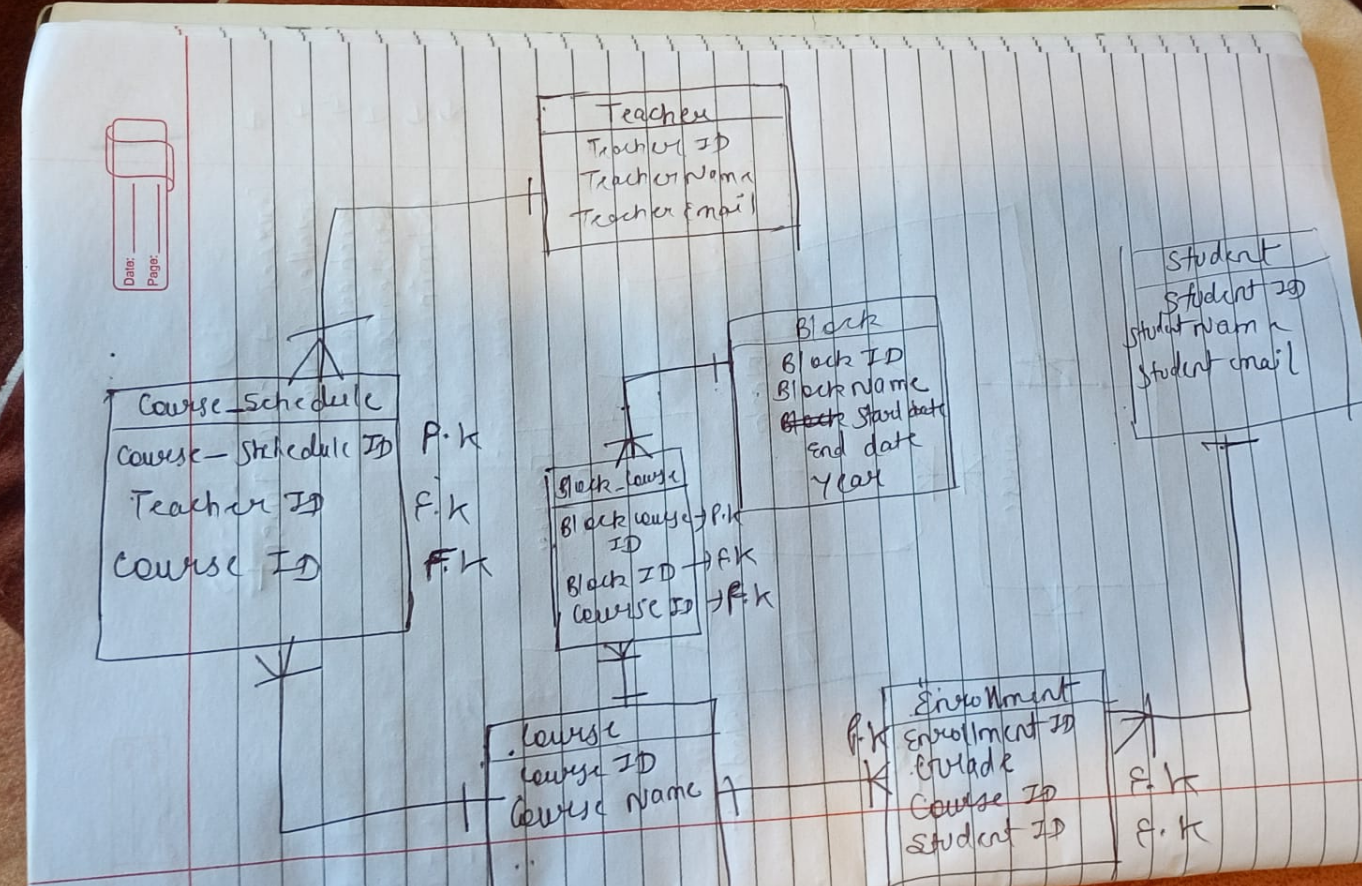 Date:
Page:
Teacher
Teacher ID
Teacher Name
Teacher Email
Student
Student ID
Student Name
Student email
Block
Block ID
Block Name
Start date
End date
Year
Course_Schedule
Course-Schedule ID P.K
Teacher ID F.K
Course ID F.K
Block_Course
Block course → P.K
ID
Block ID → F.K
Course ID → F.K
Course
Course ID
Course Name
Enrollment
P.K Enrollment ID
Grade
Course ID F.K
Student ID F.K